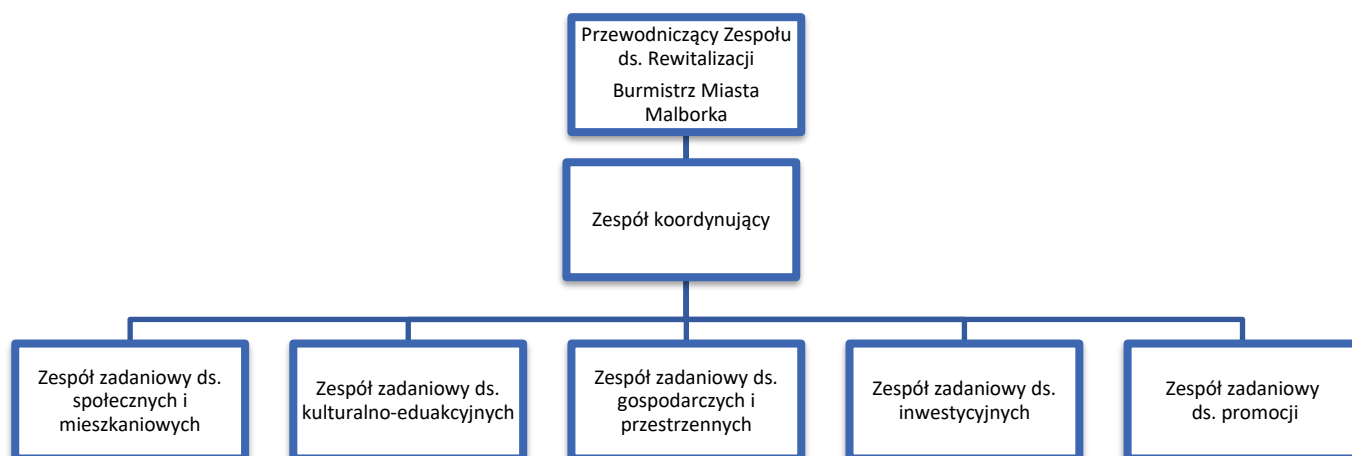 Przewodniczący Zespołu
ds. Rewitalizacji
Burmistrz Miasta
Malborka
Zespół koordynujący
Zespół zadaniowy ds.
społecznych i
mieszkaniowych
Zespół zadaniowy ds.
kulturalno-eduakcyjnych
Zespół zadaniowy ds.
gospodarczych i
przestrzennych
Zespół zadaniowy ds.
inwestycyjnych
Zespół zadaniowy
ds. promocji